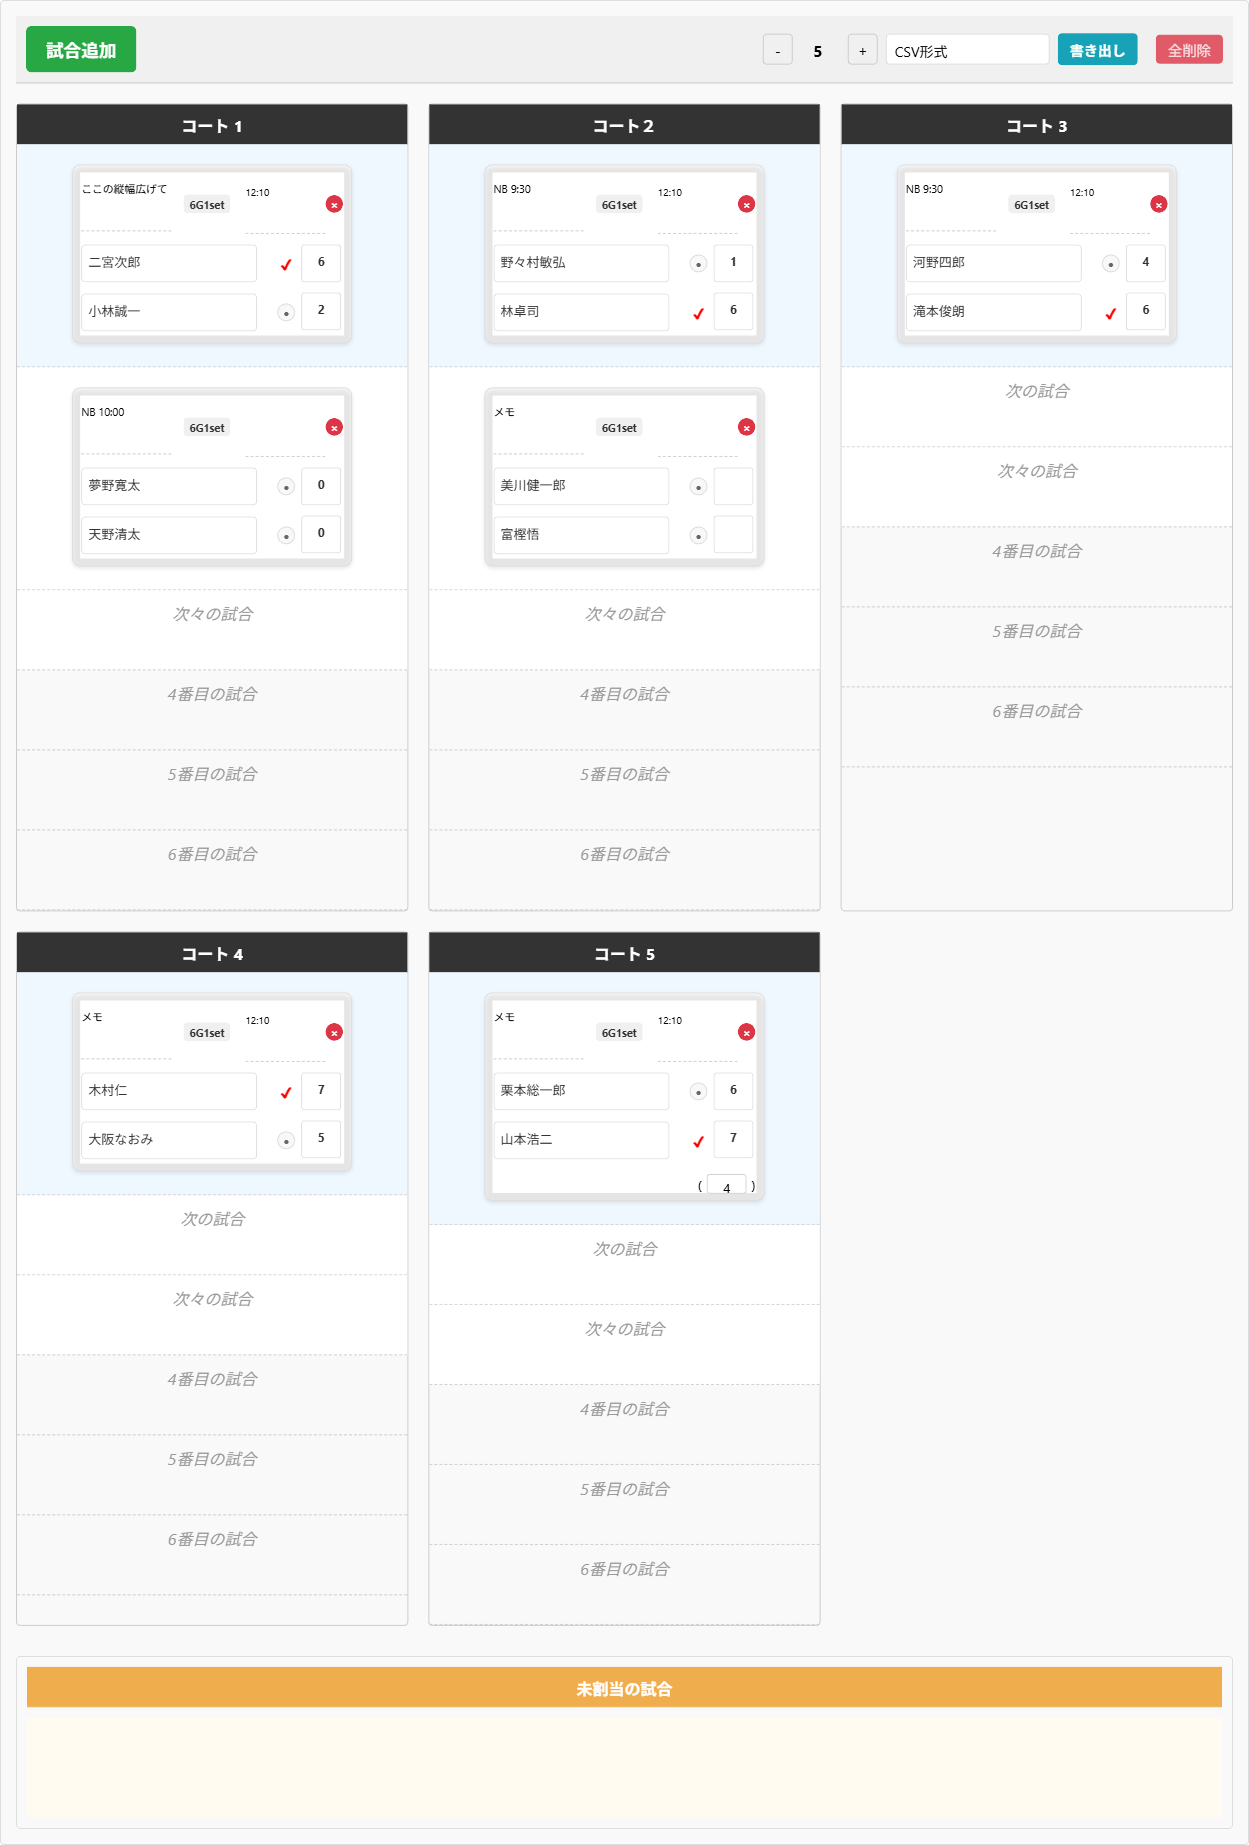 試合追加
- 5 + CSV形式 書き出し 全削除
コート 1
ここの縦幅広げて 6G1set 12:10 ×
二宮次郎 ✓ 6
小林誠一 • 2
NB 10:00 6G1set ×
夢野寛太 • 0
天野清太 • 0
次々の試合
4番目の試合
5番目の試合
6番目の試合
コート 2
NB 9:30 6G1set 12:10 ×
野々村敏弘 • 1
林卓司 ✓ 6
メモ 6G1set ×
美川健一郎 •
富樫悟 •
次々の試合
4番目の試合
5番目の試合
6番目の試合
コート 3
NB 9:30 6G1set 12:10 ×
河野四郎 • 4
滝本俊朗 ✓ 6
次の試合
次々の試合
4番目の試合
5番目の試合
6番目の試合
コート 4
メモ 6G1set 12:10 ×
木村仁 ✓ 7
大阪なおみ • 5
次の試合
次々の試合
4番目の試合
5番目の試合
6番目の試合
コート 5
メモ 6G1set 12:10 ×
栗本総一郎 • 6
山本浩二 ✓ 7
( 4 )
次の試合
次々の試合
4番目の試合
5番目の試合
6番目の試合
未割当の試合